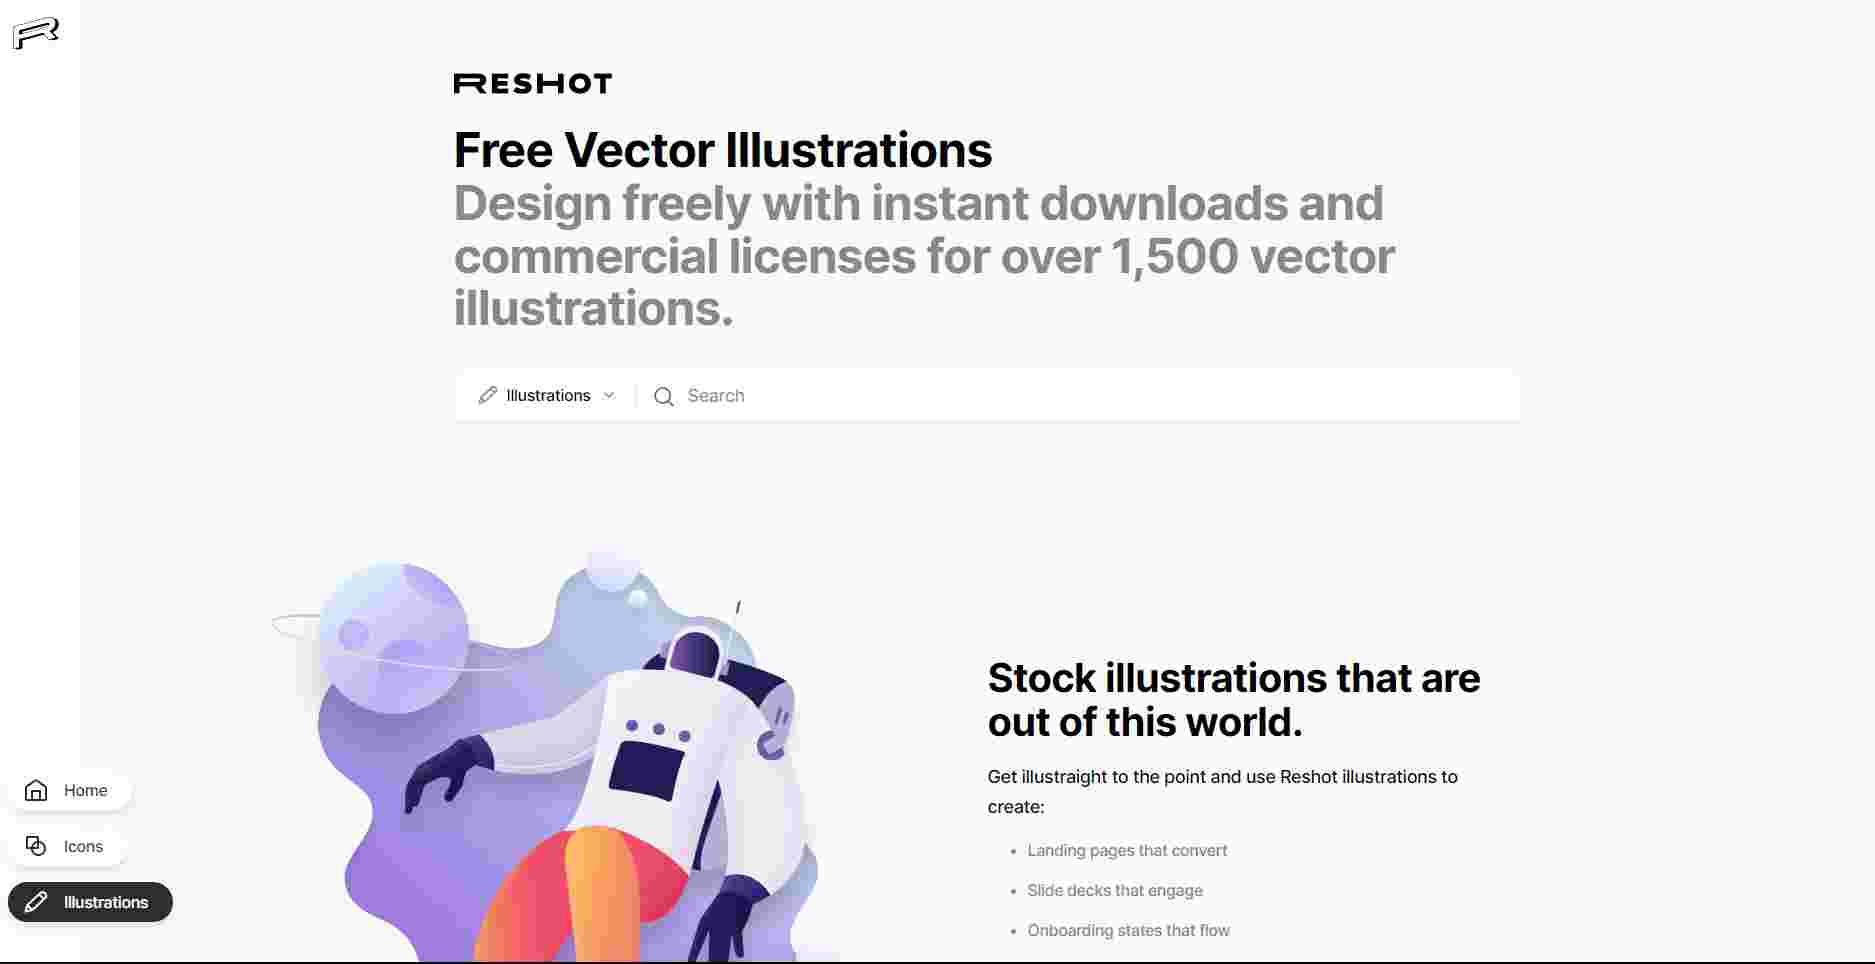 RESHOT
Free Vector Illustrations
Design freely with instant downloads and
commercial licenses for over 1,500 vector
illustrations.
Illustrations
Search
Stock illustrations that are
out of this world.
Get illustraight to the point and use Reshot illustrations to
create:
• Landing pages that convert
• Slide decks that engage
• Onboarding states that flow
Home
Icons
Illustrations